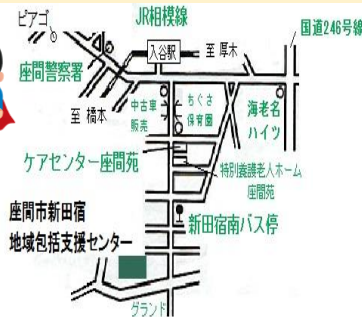 ピアゴ
JR相模線
国道246号線
入谷駅
至 厚木
座間警察署
至 橋本
中古車
販売
ちぐさ
保育園
海老名
ハイツ
ケアセンター座間苑
特別養護老人ホーム
座間苑
座間市新田宿
地域包括支援センター
新田宿南バス停
グランド